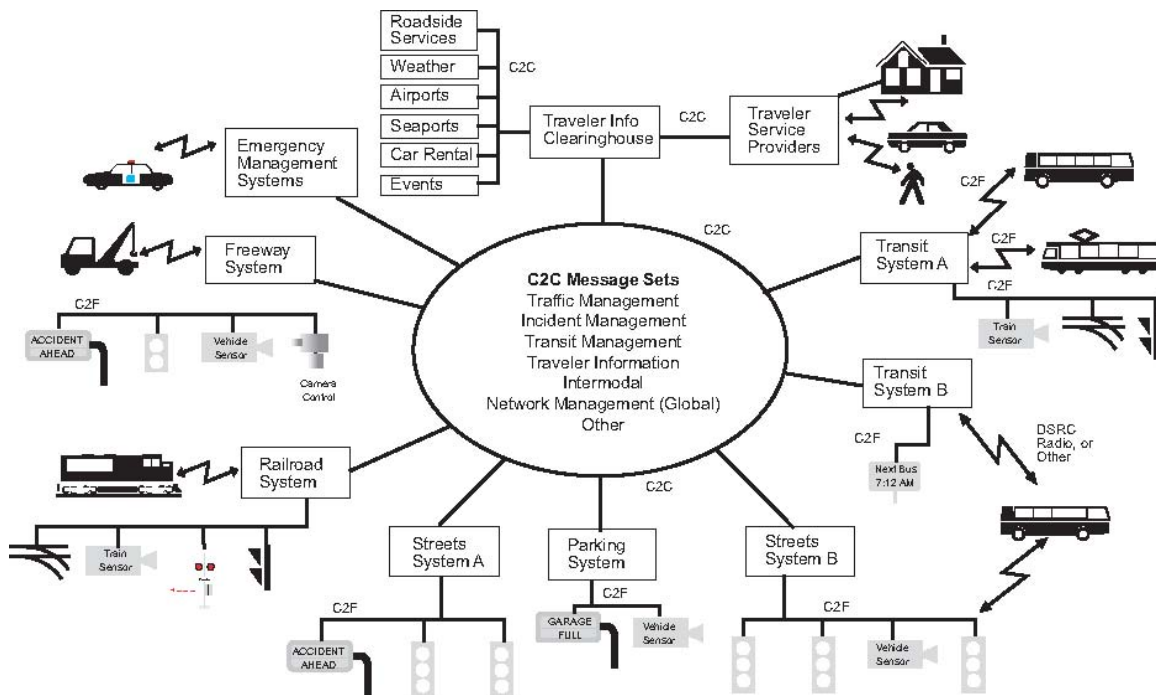 Roadside
Services
Weather
Airports
Seaports
Car Rental
Events
C2C
Traveler Info
Clearinghouse
C2C
Traveler
Service
Providers
Emergency
Management
Systems
Freeway
System
C2F
ACCIDENT
AHEAD
Vehicle
Sensor
Camera
Control
C2C
C2C Message Sets
Traffic Management
Incident Management
Transit Management
Traveler Information
Intermodal
Network Management (Global)
Other
C2C
Transit
System A
C2F
C2F
C2F
Train
Sensor
Transit
System B
C2F
Next Bus
7:12 AM
DSRC
Radio, or
Other
Railroad
System
Train
Sensor
Streets
System A
C2F
ACCIDENT
AHEAD
Parking
System
C2F
GARAGE
FULL
Vehicle
Sensor
Streets
System B
C2F
Vehicle
Sensor